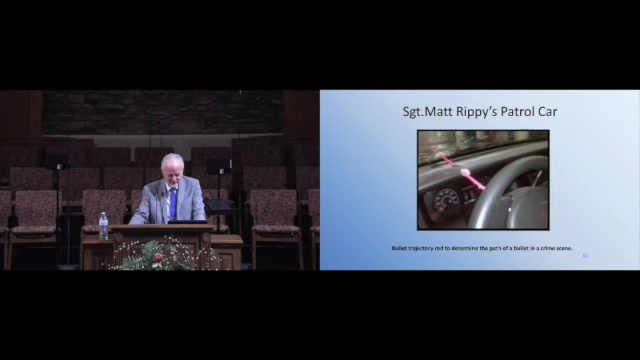 Sgt.Matt Rippy's Patrol Car
Bullet trajectory rod to determine the path of a bullet in a crime scene.